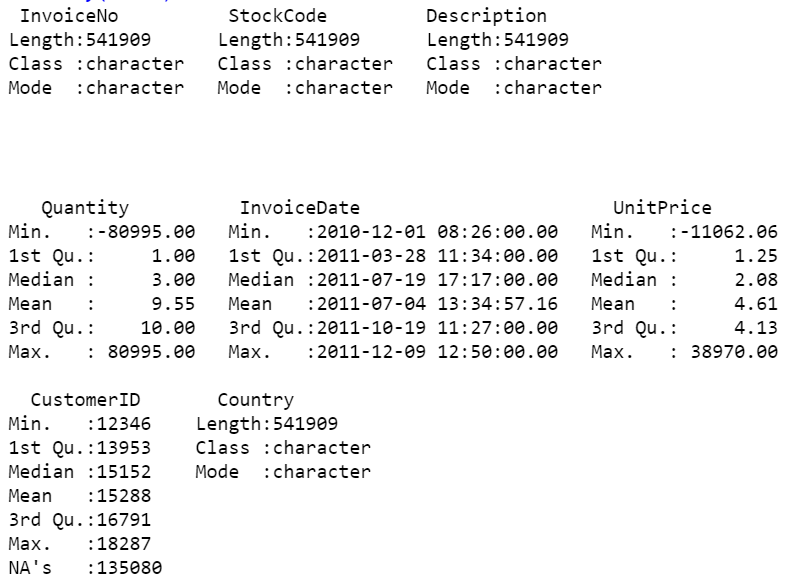 InvoiceNo StockCode Description
Length:541909 Length:541909 Length:541909
Class :character Class :character Class :character
Mode :character Mode :character Mode :character
Quantity InvoiceDate UnitPrice
Min. :-80995.00 Min. :2010-12-01 08:26:00.00 Min. :-11062.06
1st Qu.: 1.00 1st Qu.:2011-03-28 11:34:00.00 1st Qu.: 1.25
Median : 3.00 Median :2011-07-19 17:17:00.00 Median : 2.08
Mean : 9.55 Mean :2011-07-04 13:34:57.16 Mean : 4.61
3rd Qu.: 10.00 3rd Qu.:2011-10-19 11:27:00.00 3rd Qu.: 4.13
Max. : 80995.00 Max. :2011-12-09 12:50:00.00 Max. : 38970.00
CustomerID Country
Min. :12346 Length:541909
1st Qu.:13953 Class :character
Median :15152 Mode :character
Mean :15288
3rd Qu.:16791
Max. :18287
NA's :135080